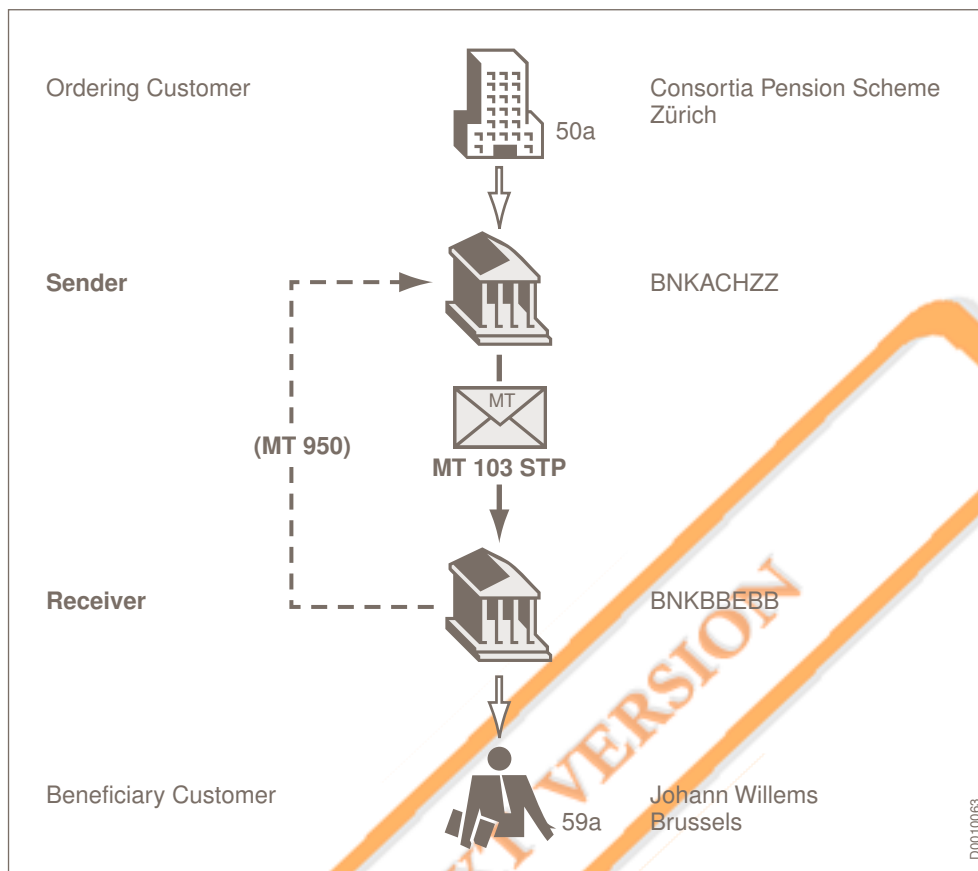 Ordering Customer
50a
Consortia Pension Scheme
Zürich
Sender
BNKACHZZ
MT
(MT 950)
MT 103 STP
Receiver
BNKBBEBB
Beneficiary Customer
59a
Johann Willems
Brussels
VERSION
D0010063